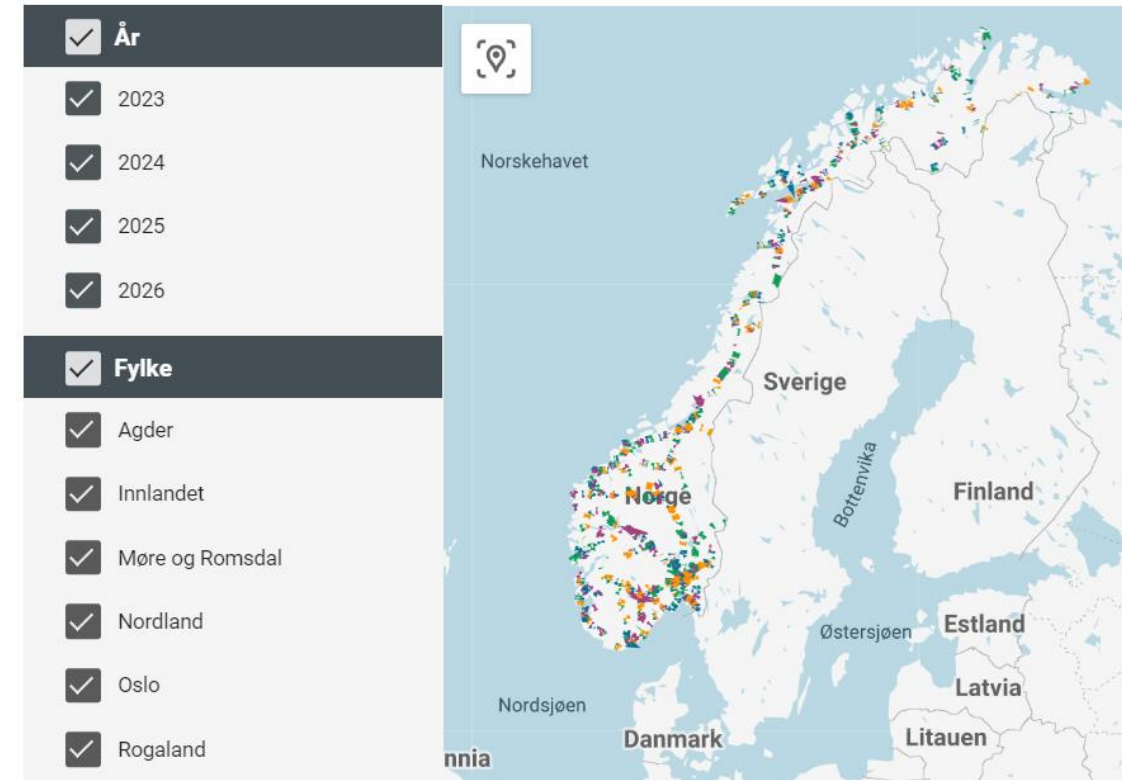 År
2023
2024
2025
2026
Fylke
Agder
Innlandet
Møre og Romsdal
Nordland
Oslo
Rogaland
Norskehavet
Sverige
Bottenvika
Finland
Norge
Østersjøen
Estland
Latvia
Nordsjøen
Danmark
Litauen
nnia